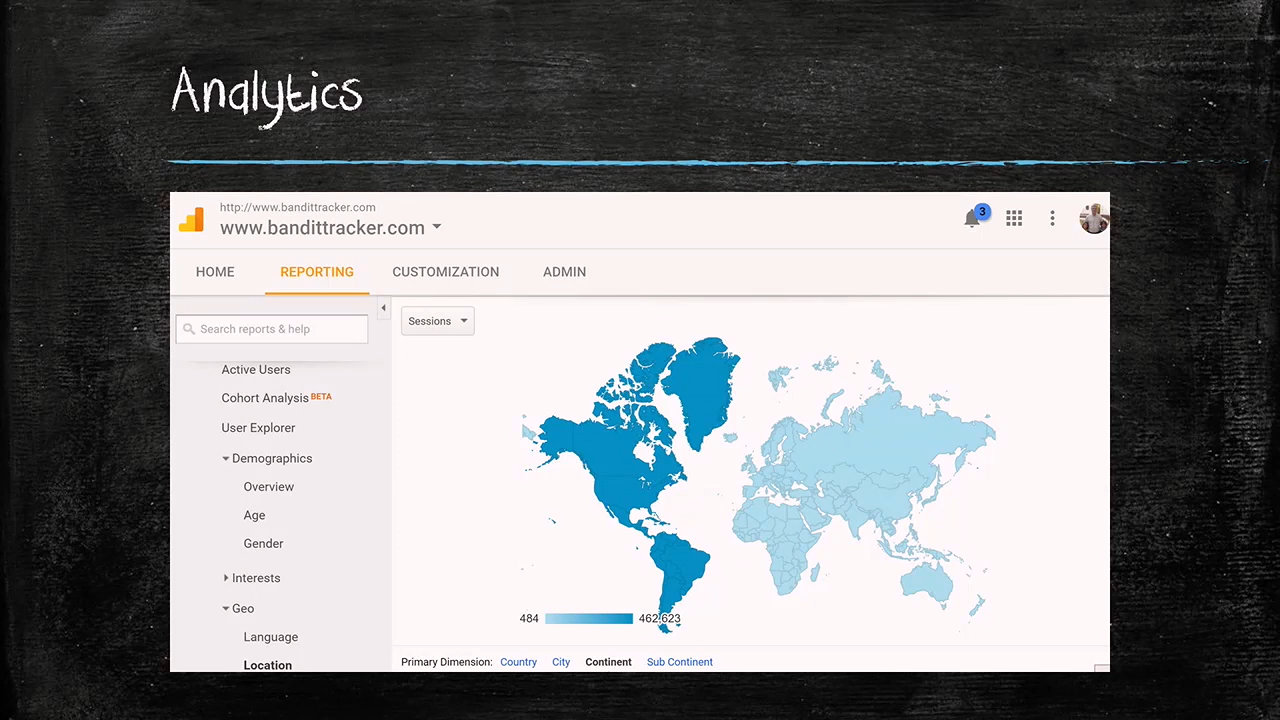 Analytics
http://www.bandittracker.com
www.bandittracker.com
3
HOME REPORTING CUSTOMIZATION ADMIN
Search reports & help
Sessions
Active Users
Cohort Analysis BETA
User Explorer
Demographics
Overview
Age
Gender
Interests
Geo
Language
Location
484 462,623
Primary Dimension: Country City Continent Sub Continent